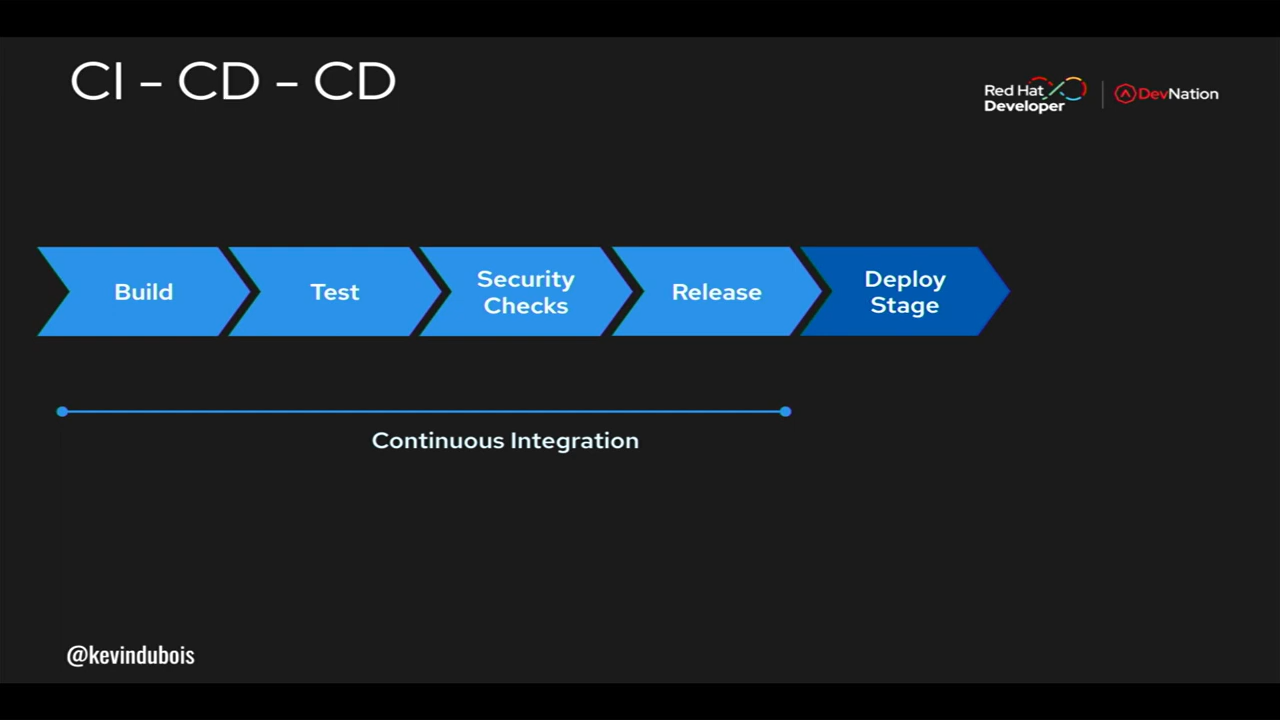 CI – CD – CD
Red Hat
Developer
DevNation
Build
Test
Security
Checks
Release
Deploy
Stage
Continuous Integration
@kevindubois